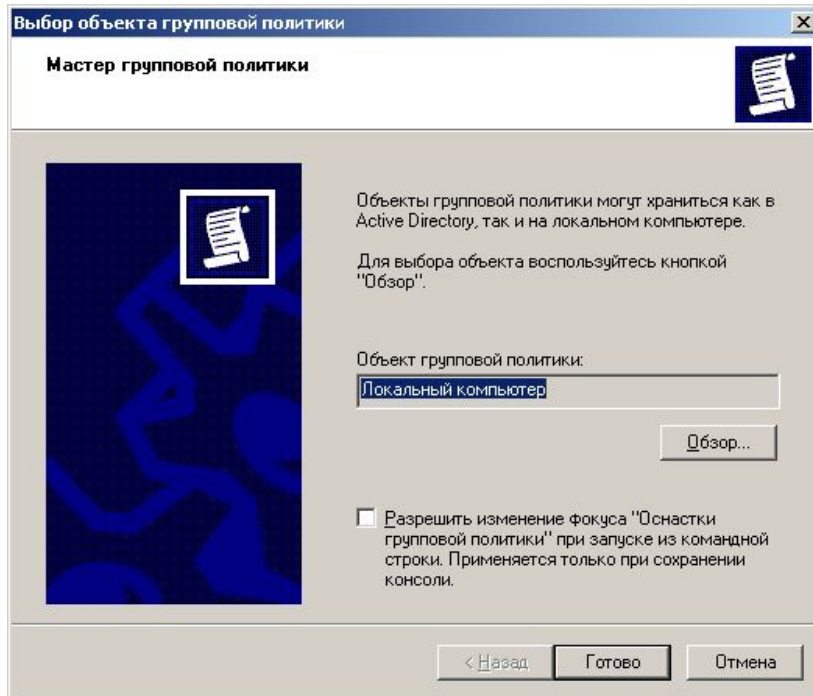 Выбор объекта групповой политики
Мастер групповой политики
Объекты групповой политики могут храниться как в
Active Directory, так и на локальном компьютере.
Для выбора объекта воспользуйтесь кнопкой
"Обзор".
Объект групповой политики:
Локальный компьютер
Обзор...
Разрешить изменение фокуса "Оснастки
групповой политики" при запуске из командной
строки. Применяется только при сохранении
консоли.
< Назад Готово Отмена